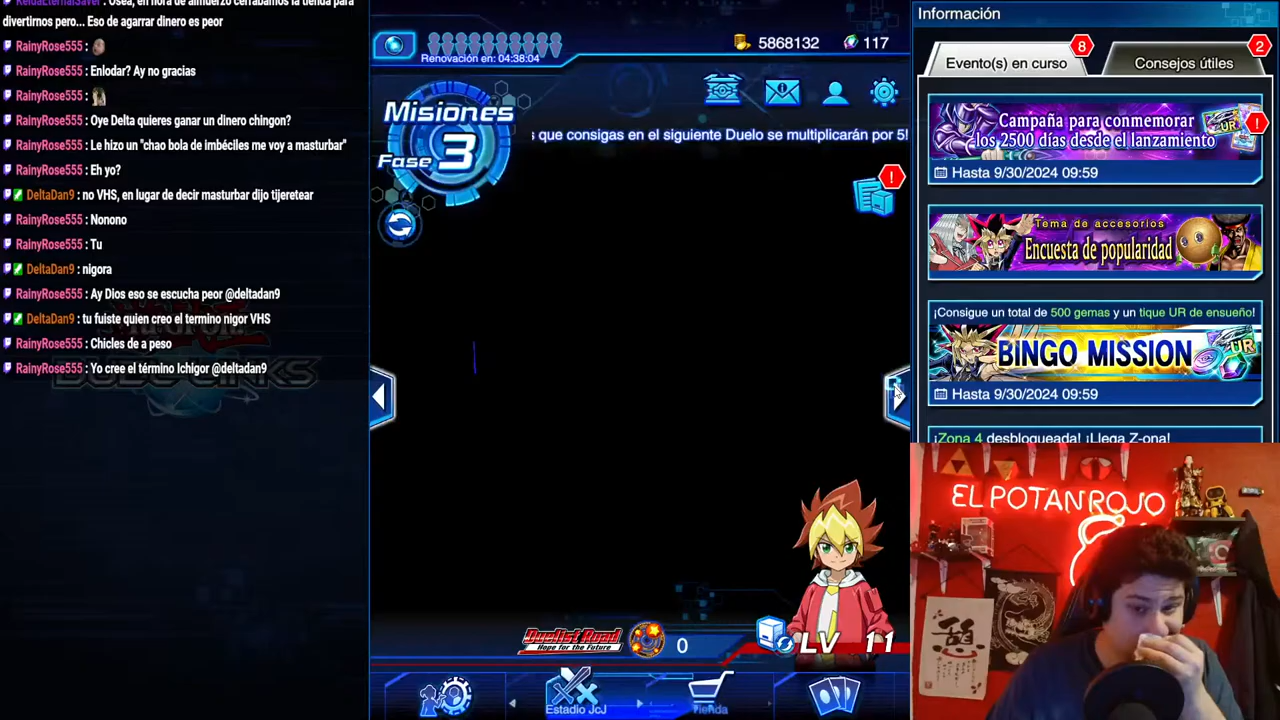 KeidaEternalSaver: Osea, en hora de almuerzo cerrábamos la tienda para
divertirnos pero... Eso de agarrar dinero es peor
RainyRose555:
RainyRose555: Enlodar? Ay no gracias
RainyRose555:
RainyRose555: Oye Delta quieres ganar un dinero chingon?
RainyRose555: Le hizo un "chao bola de imbéciles me voy a masturbar"
RainyRose555: Eh yo?
DeltaDan9: no VHS, en lugar de decir masturbar dijo tijeretear
RainyRose555: Nonono
RainyRose555: Tu
DeltaDan9: nigora
RainyRose555: Ay Dios eso se escucha peor @deltadan9
DeltaDan9: tu fuiste quien creo el termino nigor VHS
RainyRose555: Chicles de a peso
RainyRose555: Yo cree el término Ichigor @deltadan9
DUEL LINKS
Renovación en: 04:38:04
5868132
117
Misiones
Fase 3
s que consigas en el siguiente Duelo se multiplicarán por 5!
!
Duelist Road
Hope for the Future
0
LV 11
Estadio JcJ
Tienda
Información
Evento(s) en curso
8
Consejos útiles
2
Campaña para conmemorar
los 2500 días desde el lanzamiento
UR
!
Hasta 9/30/2024 09:59
Tema de accesorios
Encuesta de popularidad
¡Consigue un total de 500 gemas y un tique UR de ensueño!
BINGO MISSION
UR
Hasta 9/30/2024 09:59
¡Zona 4 desbloqueada! ¡Llega Z-ona!
EL POTAN ROJO
憩